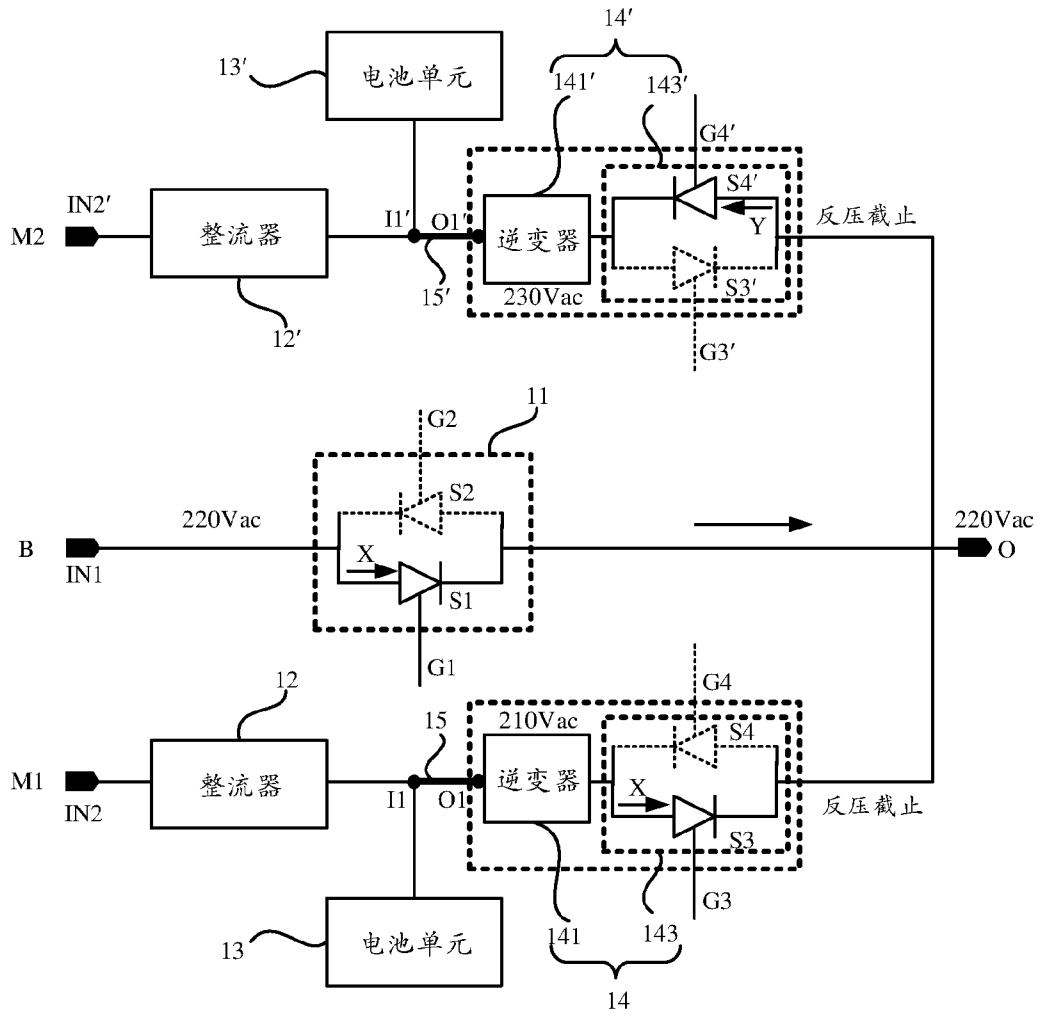 14′
13′
电池单元
141′
143′
G4′
IN2′
M2
整流器
I1′
O1′
逆变器
S4′
Y
反压截止
15′
230Vac
S3′
12′
G3′
11
G2
S2
220Vac
220Vac
B
IN1
X
S1
O
G1
12
G4
15
210Vac
S4
M1
IN2
整流器
I1
O1
逆变器
X
S3
反压截止
G3
13
电池单元
141
143
14